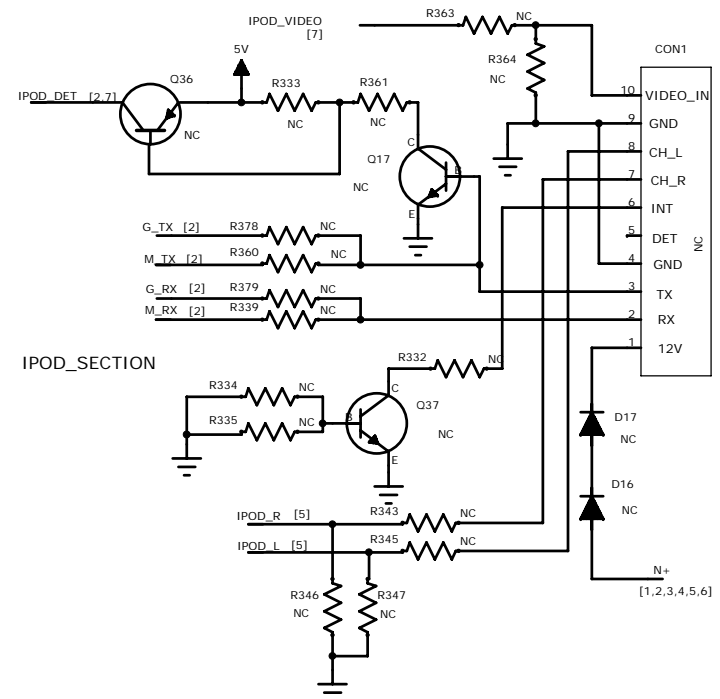 IPOD_VIDEO
[7]
R363
NC
R364
NC
CON1
5V
Q36
IPOD_DET [2,7]
NC
R333
NC
R361
NC
C
Q17
B
NC
E
10 VIDEO_IN
9 GND
8 CH_L
7 CH_R
6 INT
5 DET
4 GND
3 TX
2 RX
1 12V
NC
G_TX [2]
R378
NC
M_TX [2]
R360
NC
G_RX [2]
R379
NC
M_RX [2]
R339
NC
IPOD_SECTION
R332
NC
R334
NC
R335
NC
B
C
Q37
NC
E
D17
NC
D16
NC
IPOD_R [5]
R343
NC
IPOD_L [5]
R345
NC
R346
NC
R347
NC
N+
[1,2,3,4,5,6]